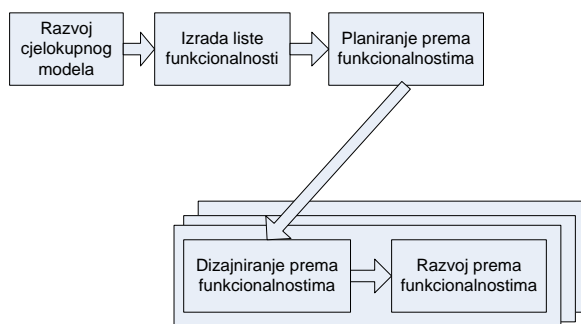 Razvoj
cjelokupnog
modela
Izrada liste
funkcionalnosti
Planiranje prema
funkcionalnostima
Dizajniranje prema
funkcionalnostima
Razvoj prema
funkcionalnostima